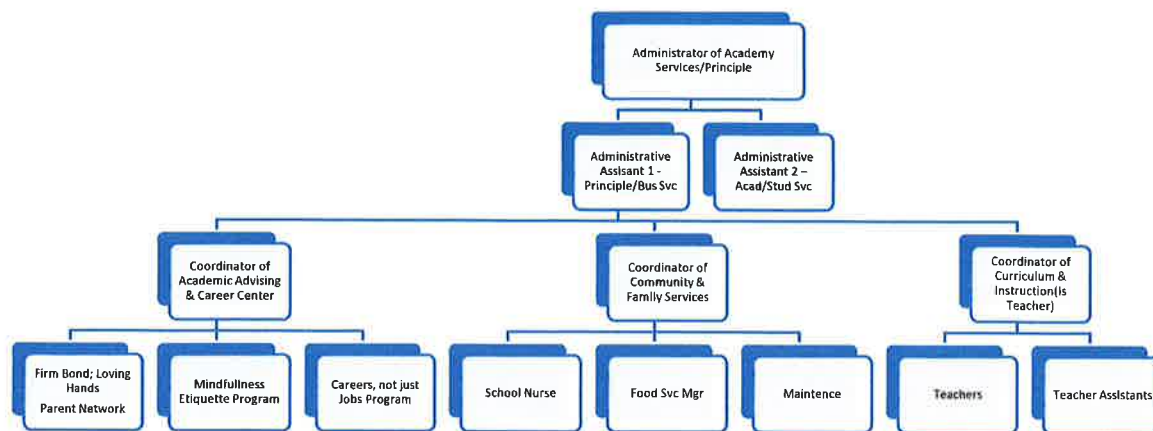 Administrator of Academy
Services/Principle
Administrative
Assisant 1 -
Principle/Bus Svc
Administrative
Assistant 2 –
Acad/Stud Svc
Coordinator of
Academic Advising
& Career Center
Coordinator of
Community &
Family Services
Coordinator of
Curriculum &
Instruction(is
Teacher)
Firm Bond; Loving
Hands
Parent Network
Mindfullness
Etiquette Program
Careers, not just
Jobs Program
School Nurse
Food Svc Mgr
Maintence
Teachers
Teacher Assistants